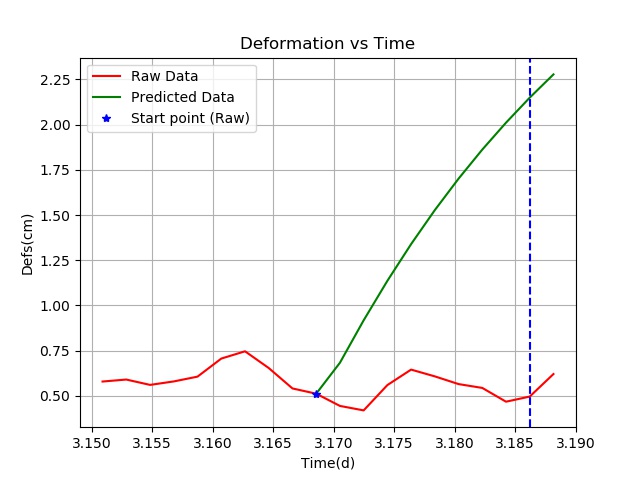 Deformation vs Time
Raw Data
Predicted Data
Start point (Raw)
2.25
2.00
1.75
1.50
1.25
1.00
0.75
0.50
Defs(cm)
3.150 3.155 3.160 3.165 3.170 3.175 3.180 3.185 3.190
Time(d)